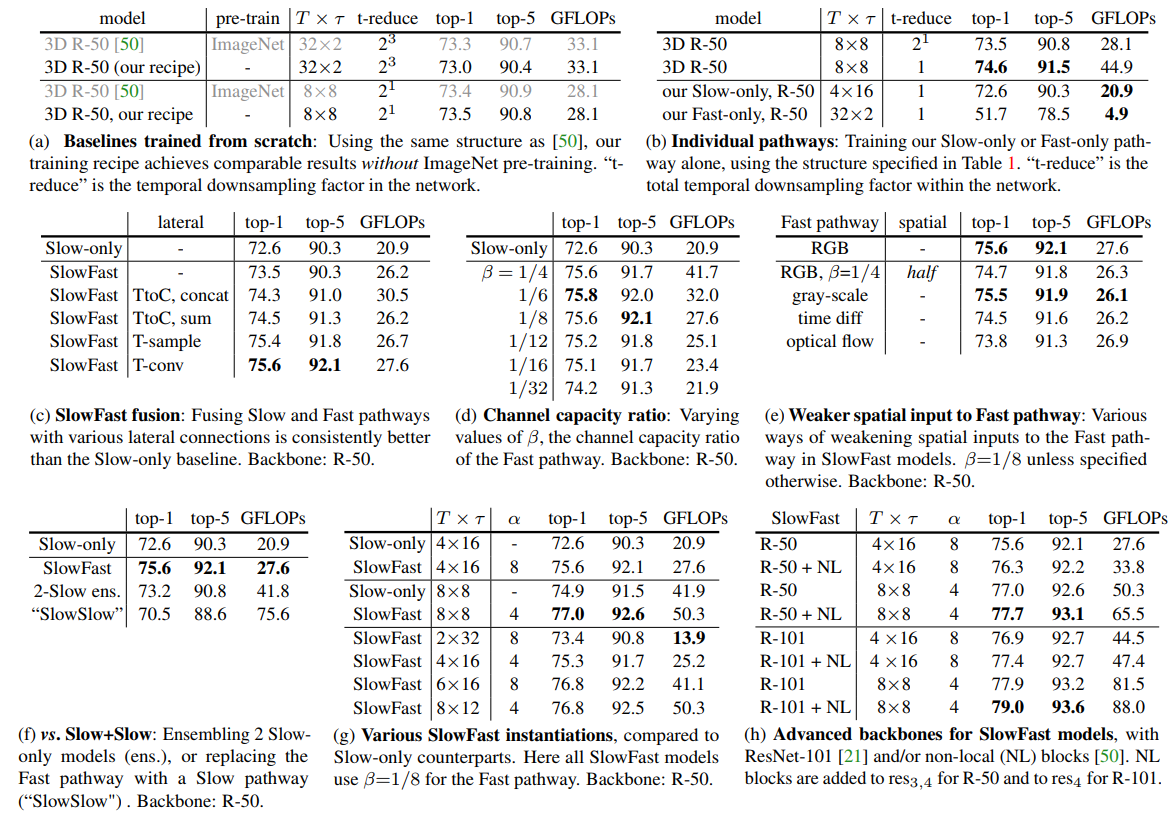 model pre-train T × τ t-reduce top-1 top-5 GFLOPs
3D R-50 [50] ImageNet 32×2 2³ 73.3 90.7 33.1
3D R-50 (our recipe) - 32×2 2³ 73.0 90.4 33.1
3D R-50 [50] ImageNet 8×8 2¹ 73.4 90.9 28.1
3D R-50, our recipe - 8×8 2¹ 73.5 90.8 28.1
(a) Baselines trained from scratch: Using the same structure as [50], our
training recipe achieves comparable results without ImageNet pre-training. “t-
reduce” is the temporal downsampling factor in the network.
model T × τ t-reduce top-1 top-5 GFLOPs
3D R-50 8×8 2¹ 73.5 90.8 28.1
3D R-50 8×8 1 74.6 91.5 44.9
our Slow-only, R-50 4×16 1 72.6 90.3 20.9
our Fast-only, R-50 32×2 1 51.7 78.5 4.9
(b) Individual pathways: Training our Slow-only or Fast-only path-
way alone, using the structure specified in Table 1. “t-reduce” is the
total temporal downsampling factor within the network.
lateral top-1 top-5 GFLOPs
Slow-only - 72.6 90.3 20.9
SlowFast - 73.5 90.3 26.2
SlowFast TtoC, concat 74.3 91.0 30.5
SlowFast TtoC, sum 74.5 91.3 26.2
SlowFast T-sample 75.4 91.8 26.7
SlowFast T-conv 75.6 92.1 27.6
(c) SlowFast fusion: Fusing Slow and Fast pathways
with various lateral connections is consistently better
than the Slow-only baseline. Backbone: R-50.
top-1 top-5 GFLOPs
Slow-only 72.6 90.3 20.9
β = 1/4 75.6 91.7 41.7
1/6 75.8 92.0 32.0
1/8 75.6 92.1 27.6
1/12 75.2 91.8 25.1
1/16 75.1 91.7 23.4
1/32 74.2 91.3 21.9
(d) Channel capacity ratio: Varying
values of β, the channel capacity ratio
of the Fast pathway. Backbone: R-50.
Fast pathway spatial top-1 top-5 GFLOPs
RGB - 75.6 92.1 27.6
RGB, β=1/4 half 74.7 91.8 26.3
gray-scale - 75.5 91.9 26.1
time diff - 74.5 91.6 26.2
optical flow - 73.8 91.3 26.9
(e) Weaker spatial input to Fast pathway: Various
ways of weakening spatial inputs to the Fast path-
way in SlowFast models. β=1/8 unless specified
otherwise. Backbone: R-50.
top-1 top-5 GFLOPs
Slow-only 72.6 90.3 20.9
SlowFast 75.6 92.1 27.6
2-Slow ens. 73.2 90.8 41.8
“SlowSlow” 70.5 88.6 75.6
(f) vs. Slow+Slow: Ensembling 2 Slow-
only models (ens.), or replacing the
Fast pathway with a Slow pathway
(“SlowSlow") . Backbone: R-50.
T × τ α top-1 top-5 GFLOPs
Slow-only 4×16 - 72.6 90.3 20.9
SlowFast 4×16 8 75.6 92.1 27.6
Slow-only 8×8 - 74.9 91.5 41.9
SlowFast 8×8 4 77.0 92.6 50.3
SlowFast 2×32 8 73.4 90.8 13.9
SlowFast 4×16 4 75.3 91.7 25.2
SlowFast 6×16 8 76.8 92.2 41.1
SlowFast 8×12 4 76.8 92.5 50.3
(g) Various SlowFast instantiations, compared to
Slow-only counterparts. Here all SlowFast models
use β=1/8 for the Fast pathway. Backbone: R-50.
SlowFast T × τ α top-1 top-5 GFLOPs
R-50 4×16 8 75.6 92.1 27.6
R-50 + NL 4×16 8 76.3 92.2 33.8
R-50 8×8 4 77.0 92.6 50.3
R-50 + NL 8×8 4 77.7 93.1 65.5
R-101 4 ×16 8 76.9 92.7 44.5
R-101 + NL 4 ×16 8 77.4 92.7 47.4
R-101 8×8 4 77.9 93.2 81.5
R-101 + NL 8×8 4 79.0 93.6 88.0
(h) Advanced backbones for SlowFast models, with
ResNet-101 [21] and/or non-local (NL) blocks [50]. NL
blocks are added to res₃,₄ for R-50 and to res₄ for R-101.